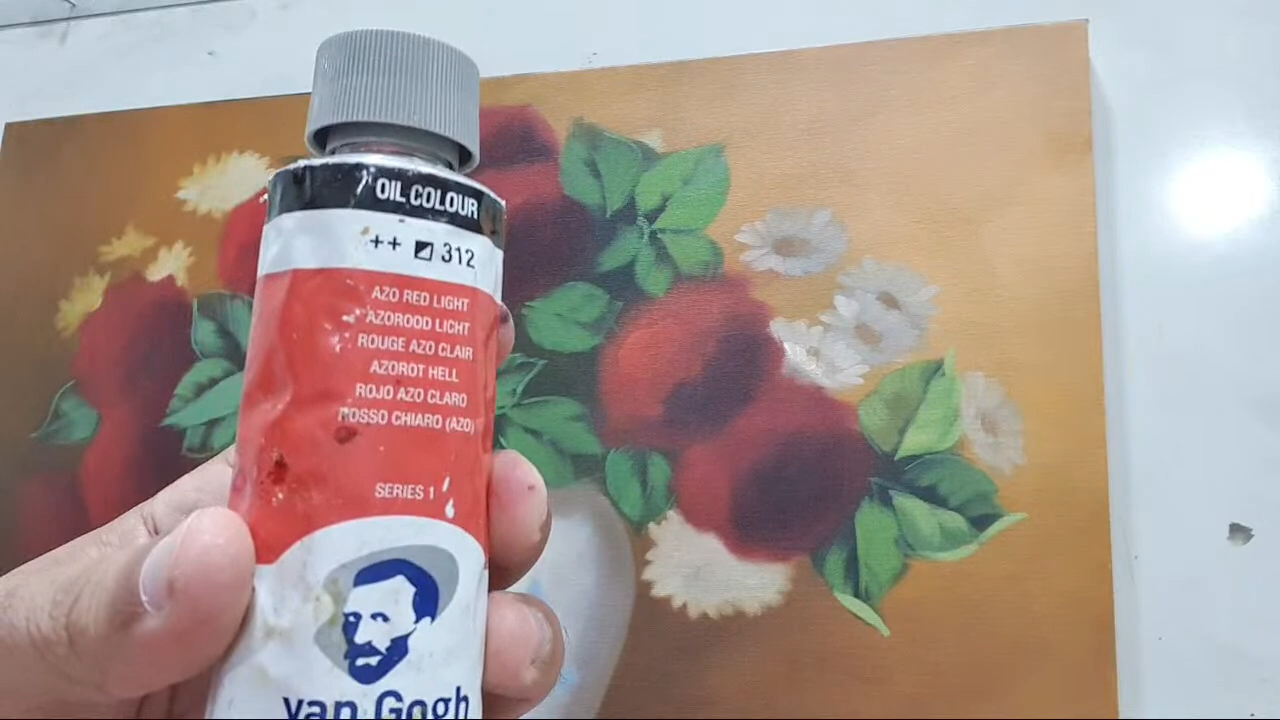 OIL COLOUR
++ 312
AZO RED LIGHT
AZOROOD LICHT
ROUGE AZO CLAIR
AZOROT HELL
ROJO AZO CLARO
ROSSO CHIARO (AZO)
SERIES 1
van Gogh